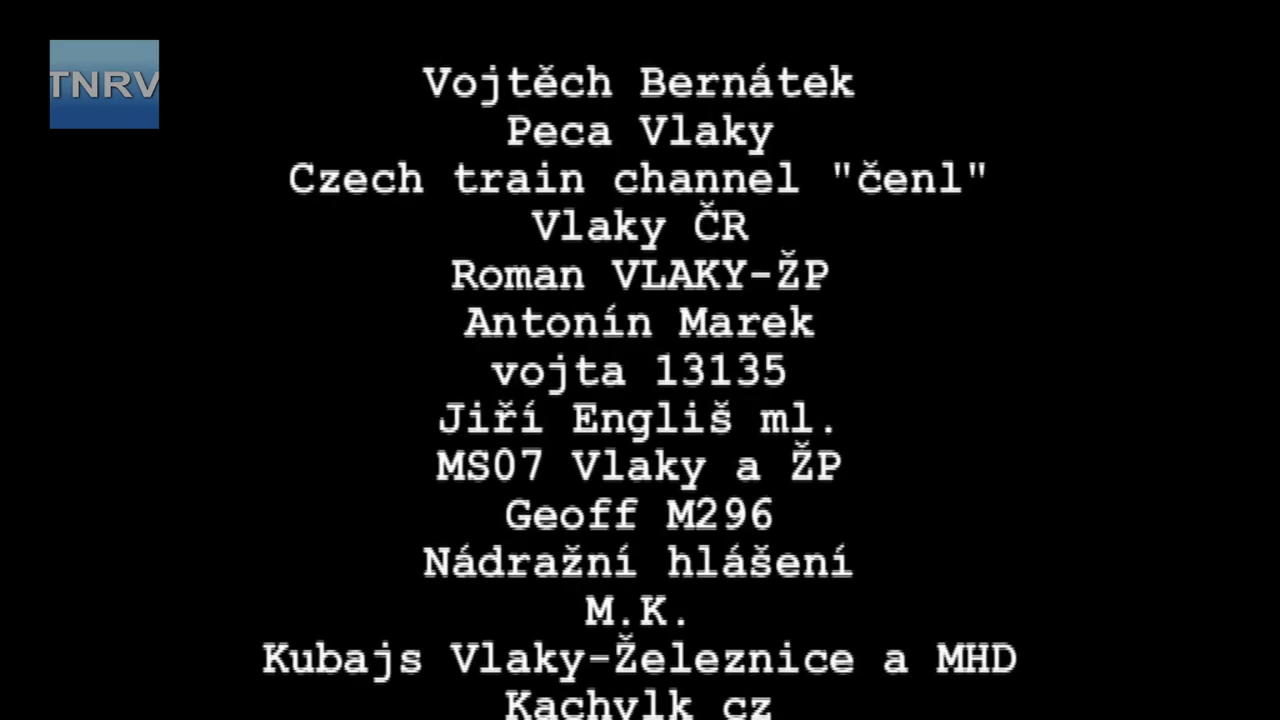 TNRV
Vojtěch Bernátek
Peca Vlaky
Czech train channel "čenl"
Vlaky ČR
Roman VLAKY-ŽP
Antonín Marek
vojta 13135
Jiří Engliš ml.
MS07 Vlaky a ŽP
Geoff M296
Nádražní hlášení
M.K.
Kubajs Vlaky-Železnice a MHD
Kachylk cz